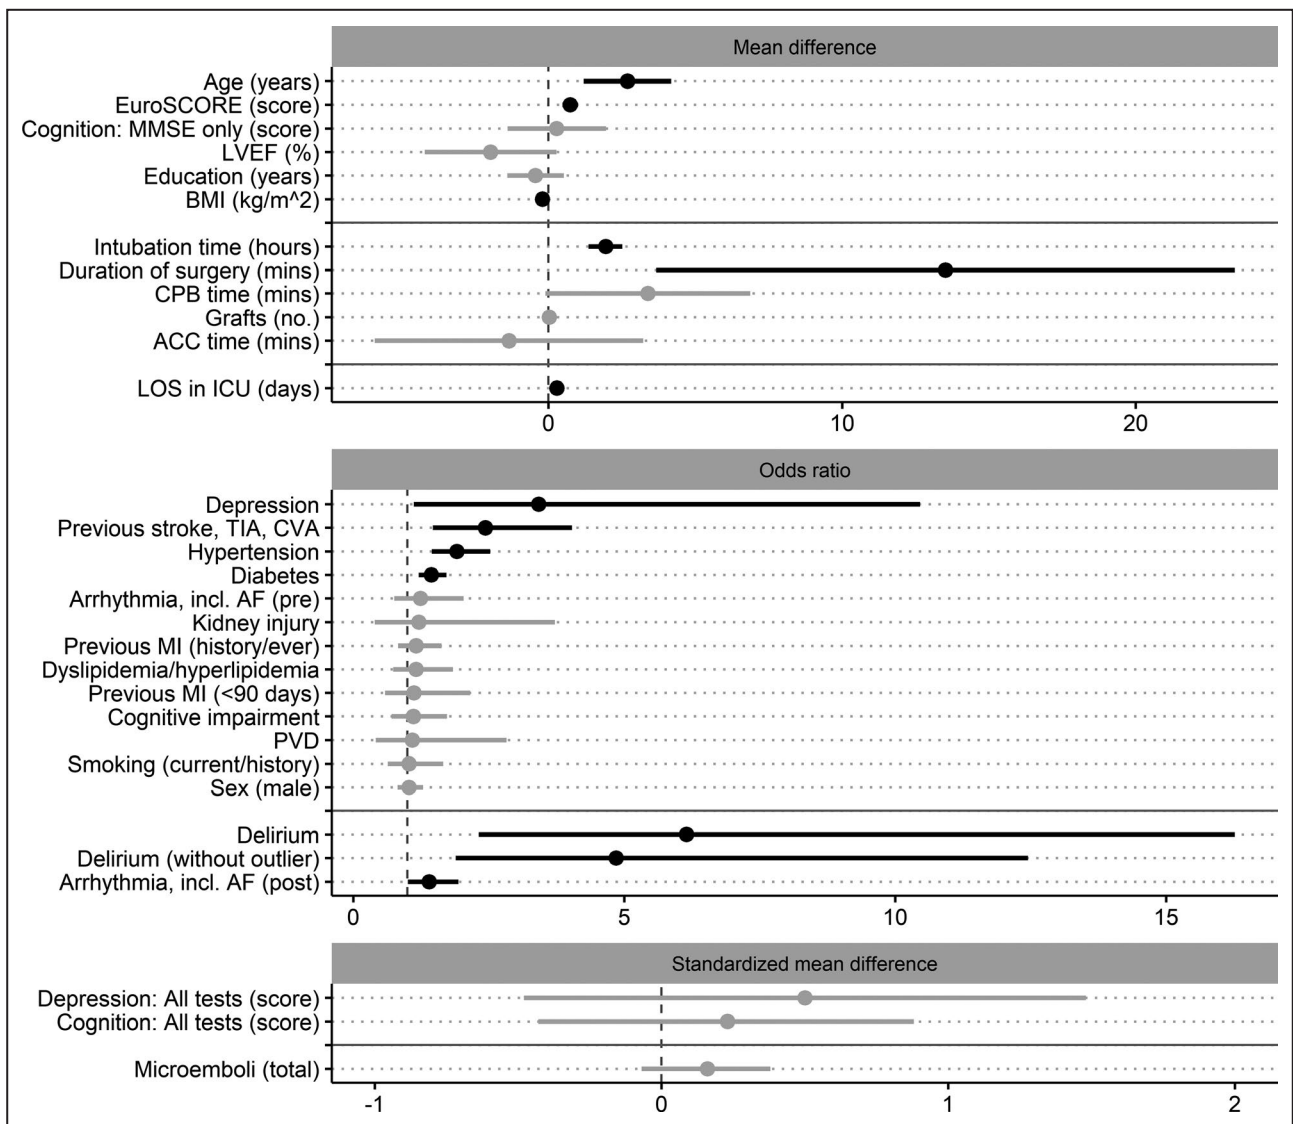 Mean difference
Age (years)
EuroSCORE (score)
Cognition: MMSE only (score)
LVEF (%)
Education (years)
BMI (kg/m^2)
Intubation time (hours)
Duration of surgery (mins)
CPB time (mins)
Grafts (no.)
ACC time (mins)
LOS in ICU (days)
0 10 20
Odds ratio
Depression
Previous stroke, TIA, CVA
Hypertension
Diabetes
Arrhythmia, incl. AF (pre)
Kidney injury
Previous MI (history/ever)
Dyslipidemia/hyperlipidemia
Previous MI (<90 days)
Cognitive impairment
PVD
Smoking (current/history)
Sex (male)
Delirium
Delirium (without outlier)
Arrhythmia, incl. AF (post)
0 5 10 15
Standardized mean difference
Depression: All tests (score)
Cognition: All tests (score)
Microemboli (total)
-1 0 1 2